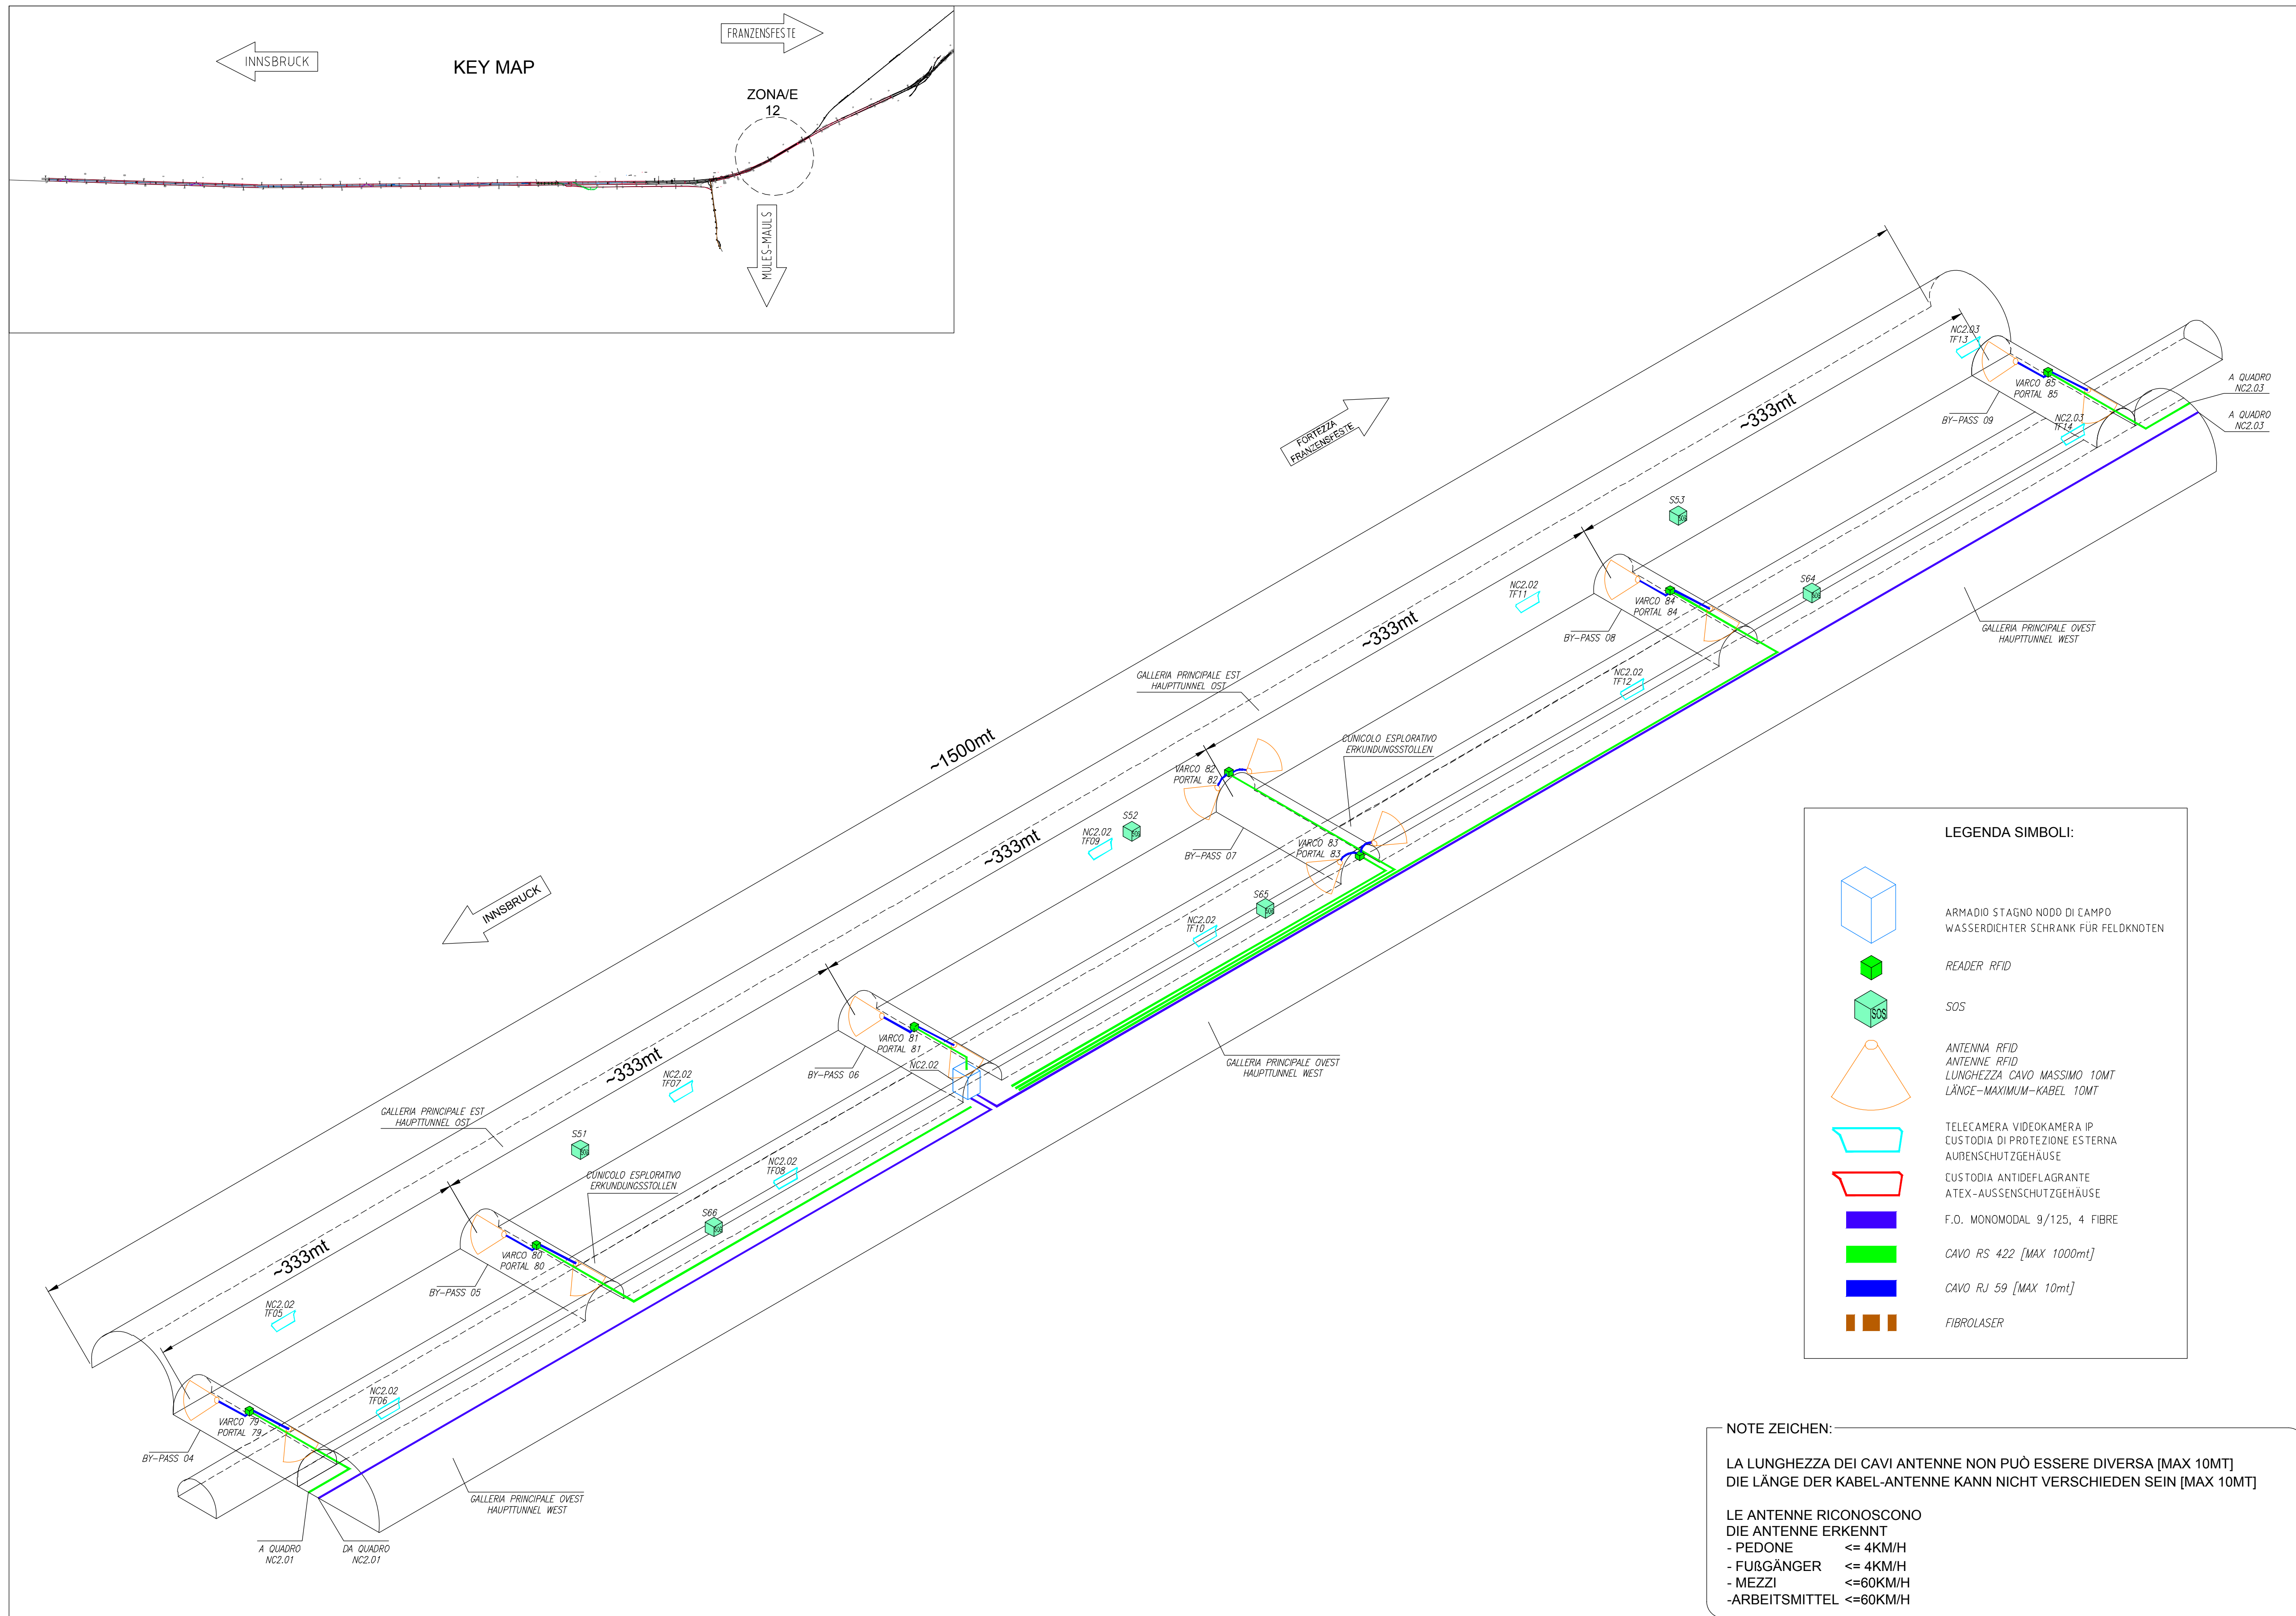 INNSBRUCK
FRANZENSFESTE
KEY MAP
ZONA/E
12
MULES-MAULS
FORTEZZA
FRANZENSFESTE
INNSBRUCK
~1500mt
~333mt
~333mt
~333mt
~333mt
~333mt
NC2.03
TF13
VARCO 85
PORTAL 85
BY-PASS 09
NC2.03
TF14
A QUADRO
NC2.03
A QUADRO
NC2.03
S53
SOS
S64
SOS
NC2.02
TF11
VARCO 84
PORTAL 84
BY-PASS 08
NC2.02
TF12
GALLERIA PRINCIPALE OVEST
HAUPTTUNNEL WEST
GALLERIA PRINCIPALE EST
HAUPTTUNNEL OST
CUNICOLO ESPLORATIVO
ERKUNDUNGSSTOLLEN
VARCO 82
PORTAL 82
VARCO 83
PORTAL 83
BY-PASS 07
S52
SOS
NC2.02
TF09
S65
SOS
NC2.02
TF10
VARCO 81
PORTAL 81
NC2.02
BY-PASS 06
GALLERIA PRINCIPALE OVEST
HAUPTTUNNEL WEST
NC2.02
TF07
GALLERIA PRINCIPALE EST
HAUPTTUNNEL OST
S51
SOS
NC2.02
TF08
CUNICOLO ESPLORATIVO
ERKUNDUNGSSTOLLEN
S66
SOS
VARCO 80
PORTAL 80
BY-PASS 05
NC2.02
TF05
NC2.02
TF06
VARCO 79
PORTAL 79
BY-PASS 04
GALLERIA PRINCIPALE OVEST
HAUPTTUNNEL WEST
A QUADRO
NC2.01
DA QUADRO
NC2.01
LEGENDA SIMBOLI:
ARMADIO STAGNO NODO DI CAMPO
WASSERDICHTER SCHRANK FÜR FELDKNOTEN
READER RFID
SOS
SOS
ANTENNA RFID
ANTENNE RFID
LUNGHEZZA CAVO MASSIMO 10MT
LÄNGE-MAXIMUM-KABEL 10MT
TELECAMERA VIDEOKAMERA IP
CUSTODIA DI PROTEZIONE ESTERNA
AUßENSCHUTZGEHÄUSE
CUSTODIA ANTIDEFLAGRANTE
ATEX-AUSSENSCHUTZGEHÄUSE
F.O. MONOMODAL 9/125, 4 FIBRE
CAVO RS 422 [MAX 1000mt]
CAVO RJ 59 [MAX 10mt]
FIBROLASER
NOTE ZEICHEN:
LA LUNGHEZZA DEI CAVI ANTENNE NON PUÒ ESSERE DIVERSA [MAX 10MT]
DIE LÄNGE DER KABEL-ANTENNE KANN NICHT VERSCHIEDEN SEIN [MAX 10MT]
LE ANTENNE RICONOSCONO
DIE ANTENNE ERKENNT
- PEDONE <= 4KM/H
- FUßGÄNGER <= 4KM/H
- MEZZI <=60KM/H
-ARBEITSMITTEL <=60KM/H